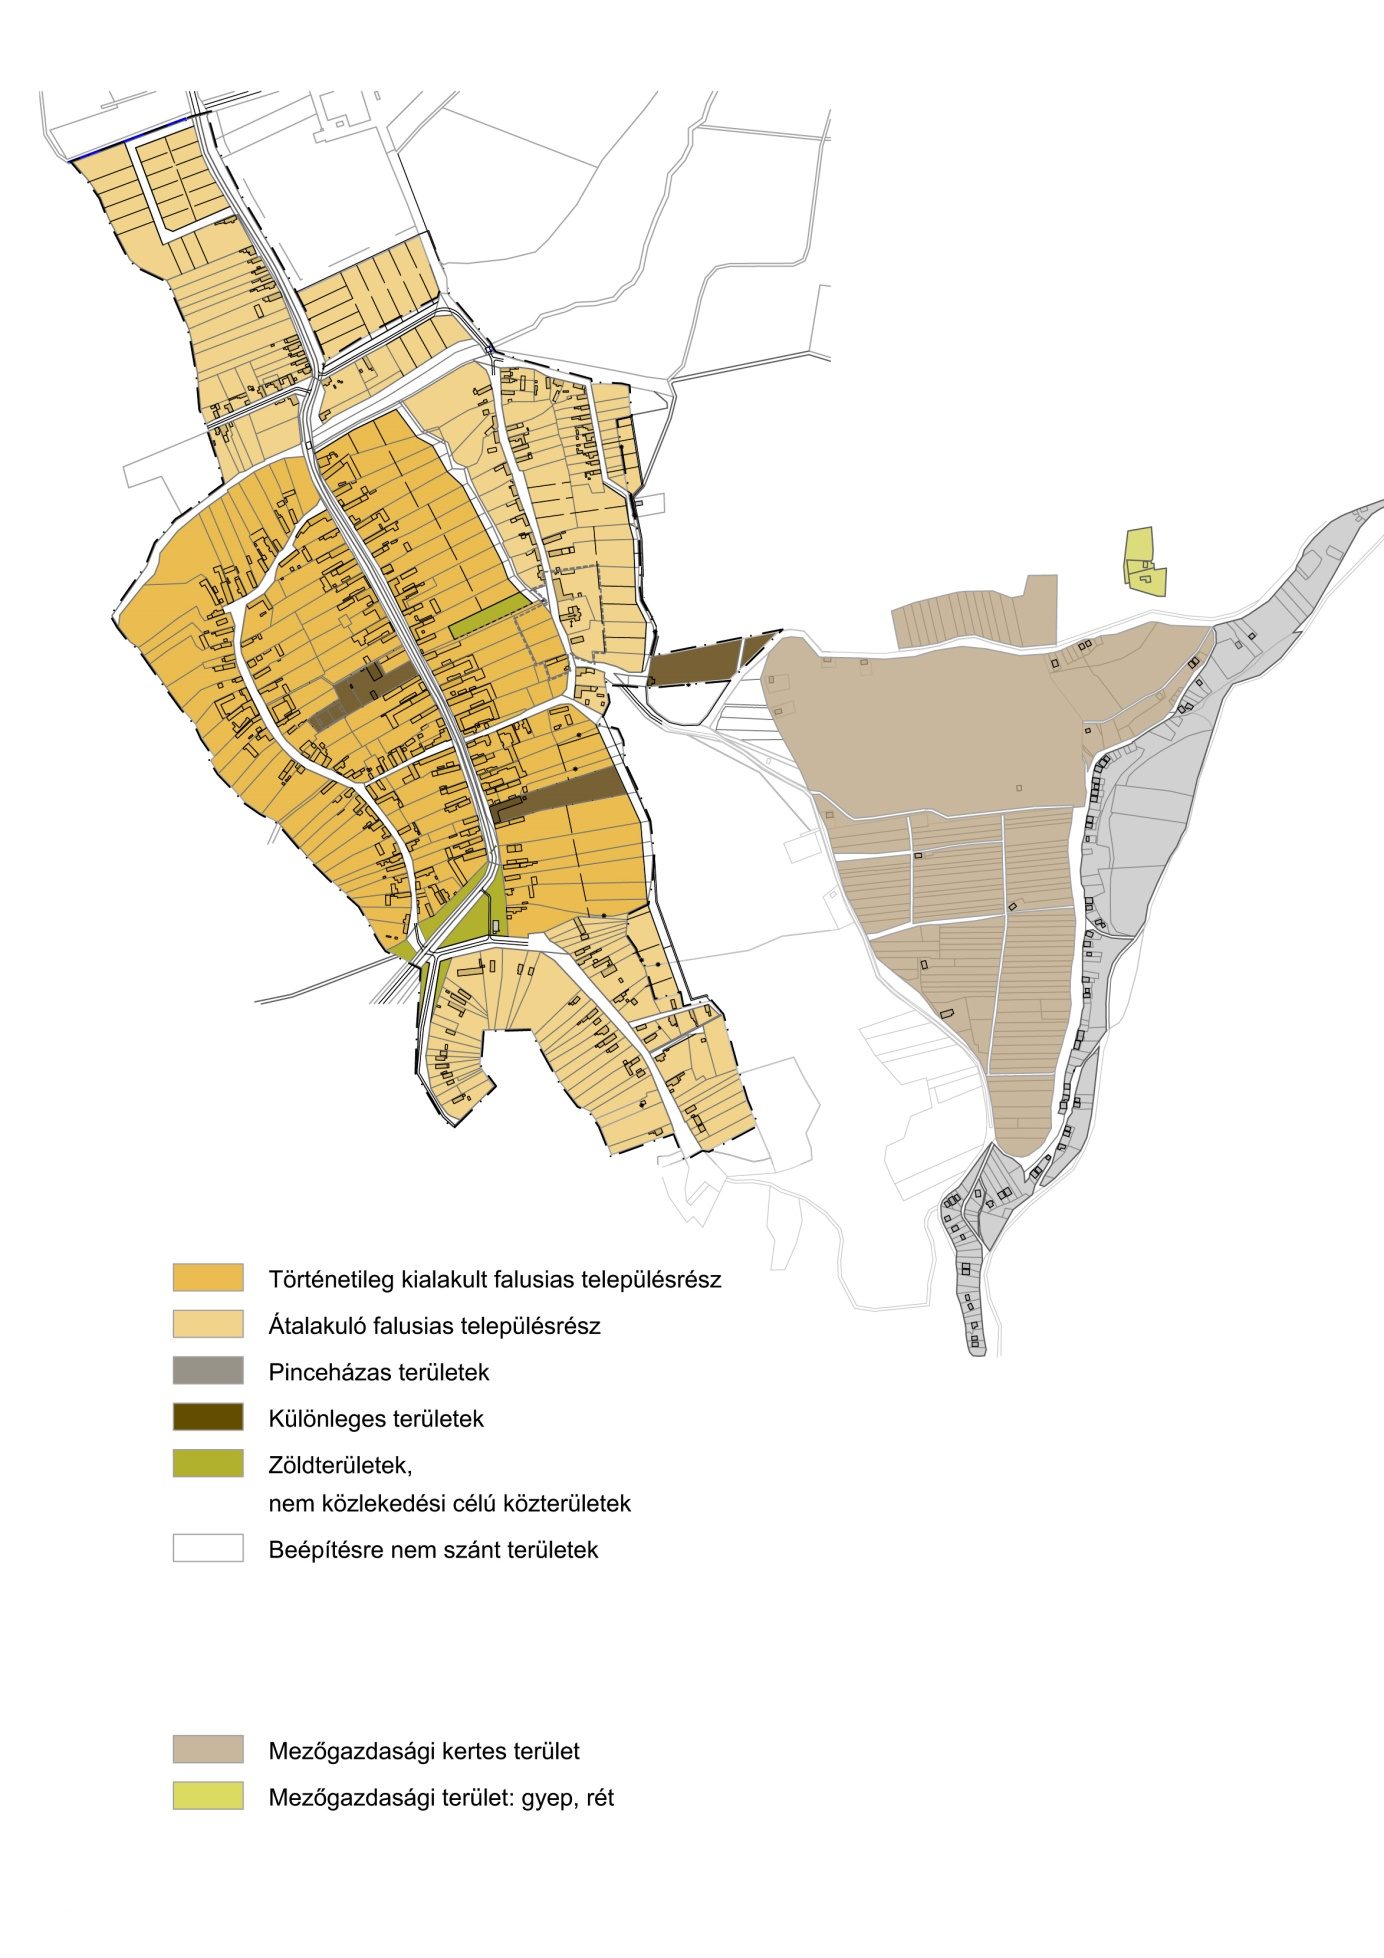 Történetileg kialakult falusias településrész
Átalakuló falusias településrész
Pinceházas területek
Különleges területek
Zöldterületek,
nem közlekedési célú közterületek
Beépítésre nem szánt területek
Mezőgazdasági kertes terület
Mezőgazdasági terület: gyep, rét